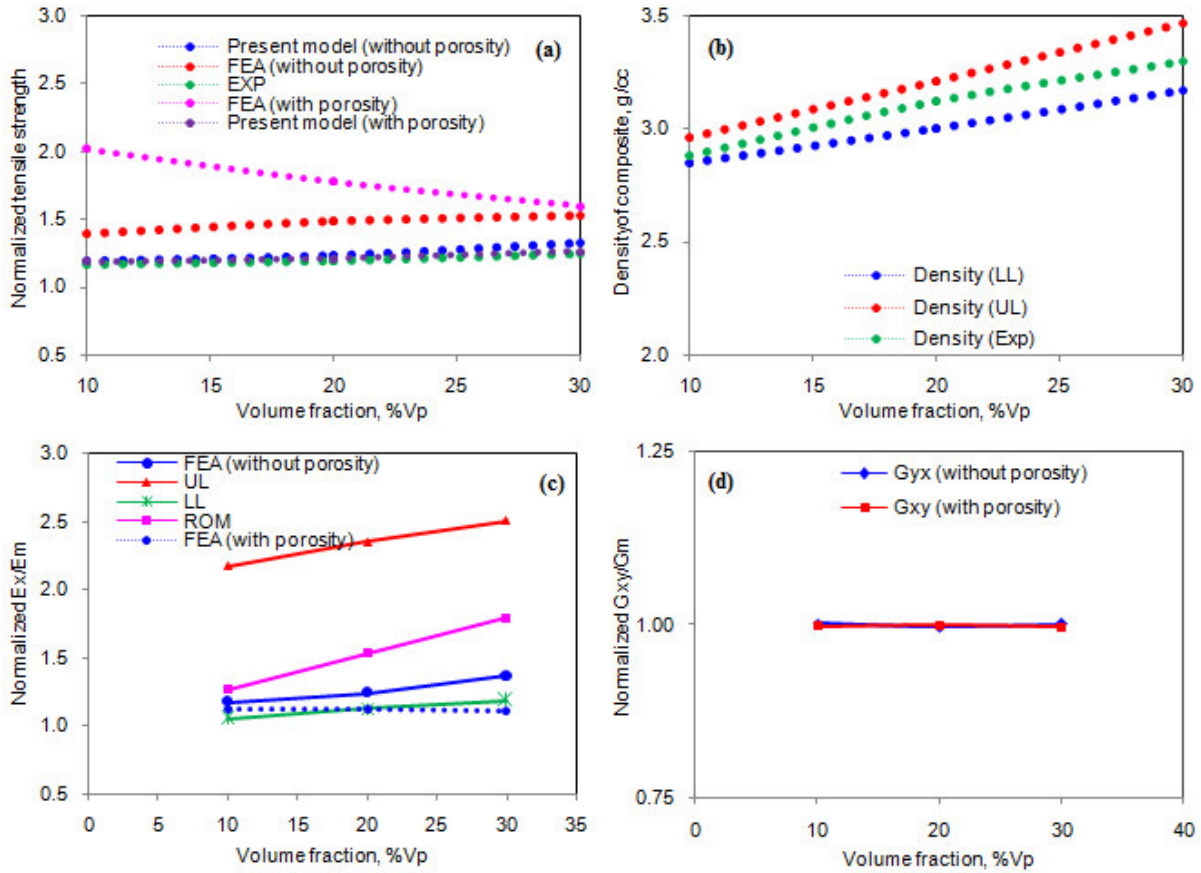 (a)
Present model (without porosity)
FEA (without porosity)
EXP
FEA (with porosity)
Present model (with porosity)
Normalized tensile strength
3.0
2.5
2.0
1.5
1.0
0.5
10 15 20 25 30
Volume fraction, %Vp
(b)
Density of composite, g/cc
3.5
3.0
2.5
2.0
Density (LL)
Density (UL)
Density (Exp)
10 15 20 25 30
Volume fraction, %Vp
(c)
FEA (without porosity)
UL
LL
ROM
FEA (with porosity)
Normalized Ex/Em
3.0
2.5
2.0
1.5
1.0
0.5
0 5 10 15 20 25 30 35
Volume fraction, %Vp
(d)
Gyx (without porosity)
Gxy (with porosity)
Normalized Gxy/Gm
1.25
1.00
0.75
0 10 20 30 40
Volume fraction, %Vp